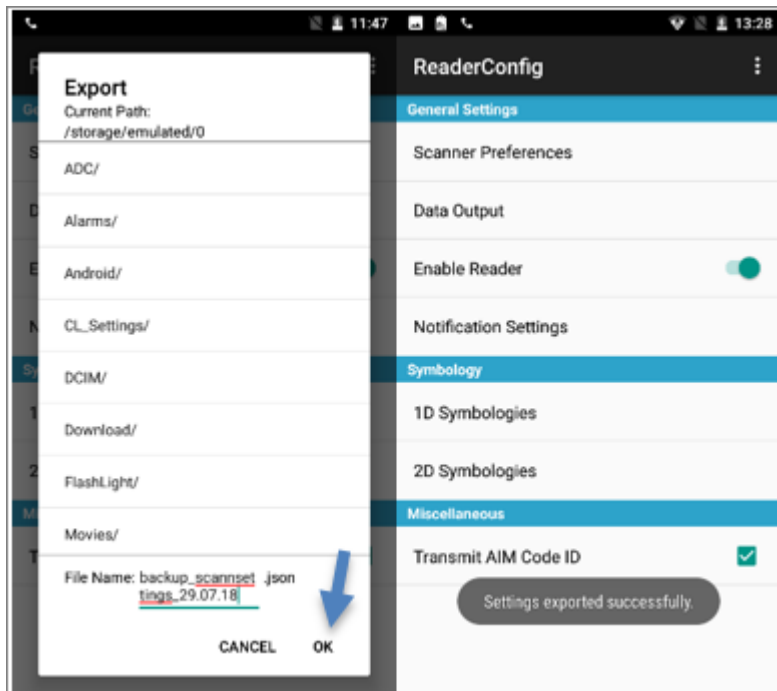 11:47
Export
Current Path:
/storage/emulated/0
ADC/
Alarms/
Android/
CL_Settings/
DCIM/
Download/
FlashLight/
Movies/
File Name: backup_scannset .json
tings_29.07.18
CANCEL OK
13:28
ReaderConfig
General Settings
Scanner Preferences
Data Output
Enable Reader
Notification Settings
Symbology
1D Symbologies
2D Symbologies
Miscellaneous
Transmit AIM Code ID
Settings exported successfully.